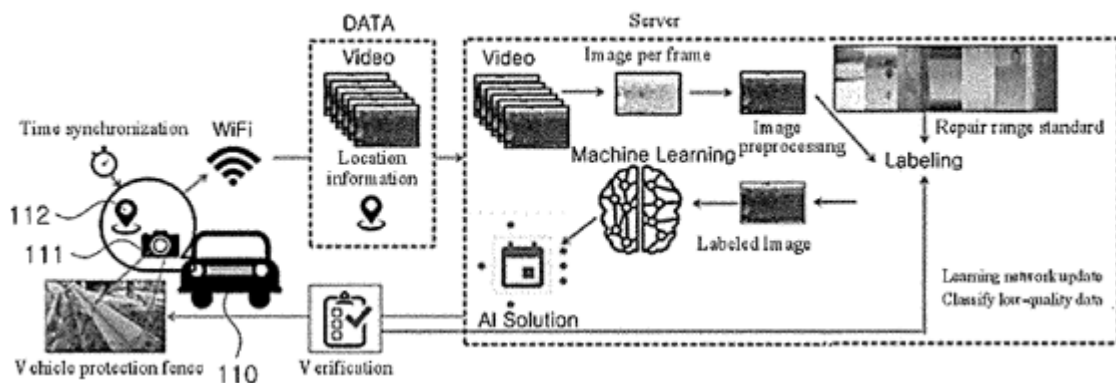 DATA
Server
Video
Video
Image per frame
Time synchronization
WiFi
Location
information
Image
preprocessing
Repair range standard
Machine Learning
Labeling
112
111
Labeled Image
Learning network update
Classify low-quality data
AI Solution
Vehicle protection fence
110
Verification